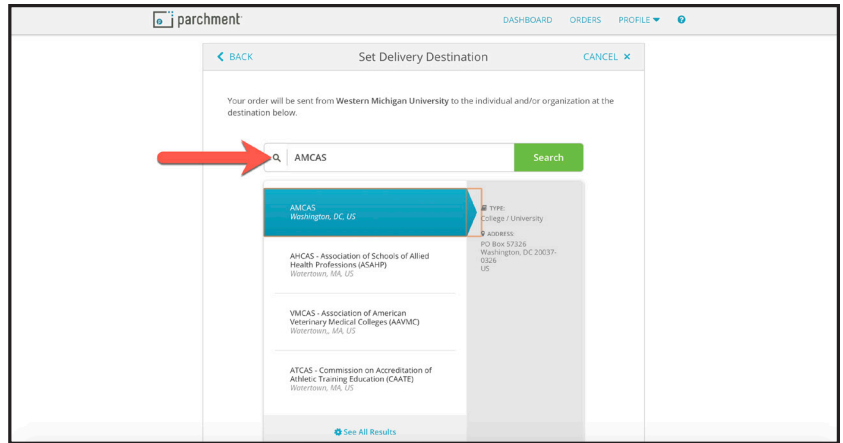 parchment
DASHBOARD ORDERS PROFILE
BACK
Set Delivery Destination
CANCEL ×
Your order will be sent from Western Michigan University to the individual and/or organization at the
destination below.
AMCAS
Search
AMCAS
Washington, DC, US
AHCAS - Association of Schools of Allied
Health Professions (ASAHP)
Watertown, MA, US
VMCAS - Association of American
Veterinary Medical Colleges (AAVMC)
Watertown,, MA, US
ATCAS - Commission on Accreditation of
Athletic Training Education (CAATE)
Watertown, MA, US
See All Results
TYPE:
College / University
ADDRESS:
PO Box 57326
Washington, DC 20037-
0326
US